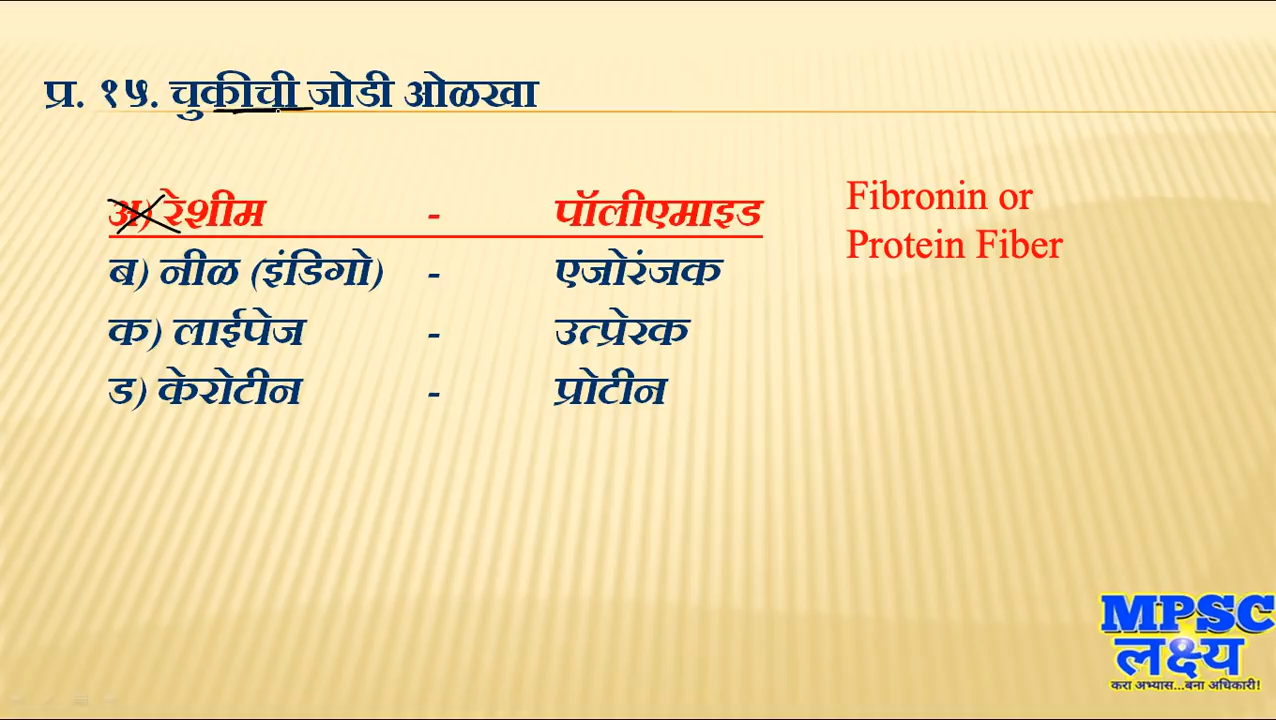 प्र. १५. चुकीची जोडी ओळखा
अ) रेशीम - पॉलीएमाइड
Fibronin or
Protein Fiber
ब) नीळ (इंडिगो) - एजोरंजक
क) लाईपेज - उत्प्रेरक
ड) केरोटीन - प्रोटीन
MPSC
लक्ष्य
करा अभ्यास...बना अधिकारी!